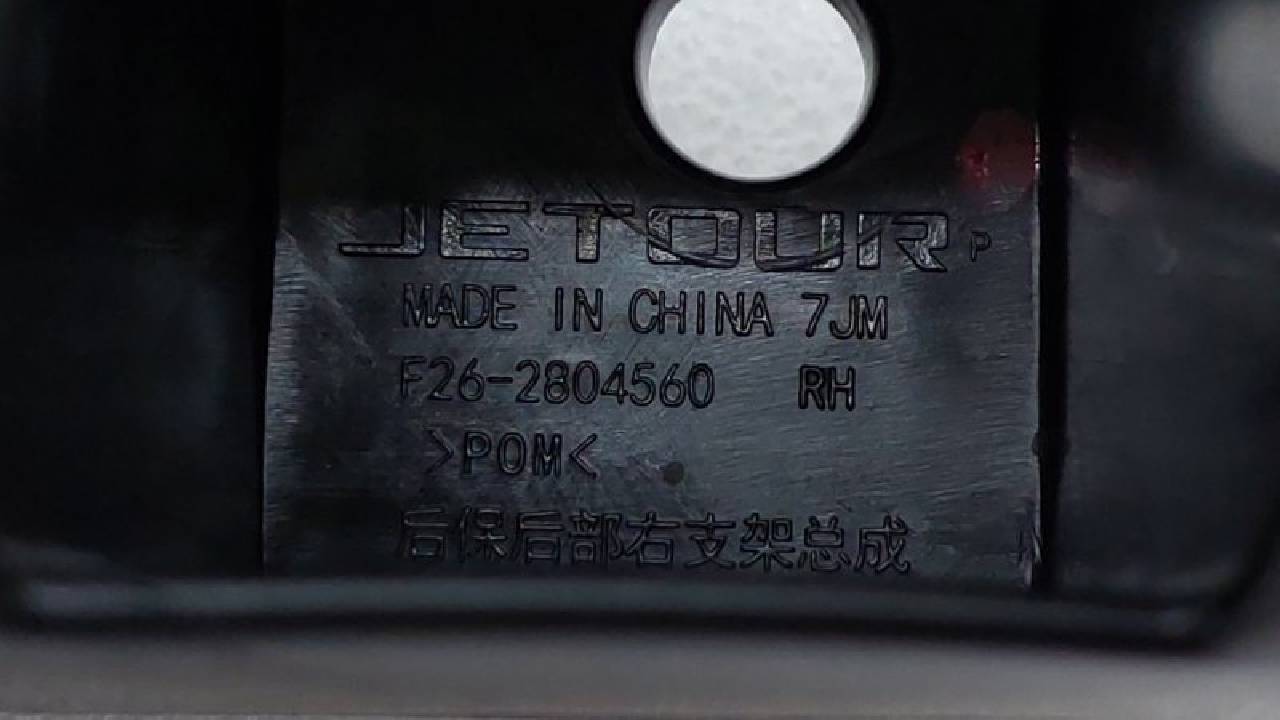 JETOUR P
MADE IN CHINA 7JM
F26-2804560 RH
>POM<
后保后部右支架总成